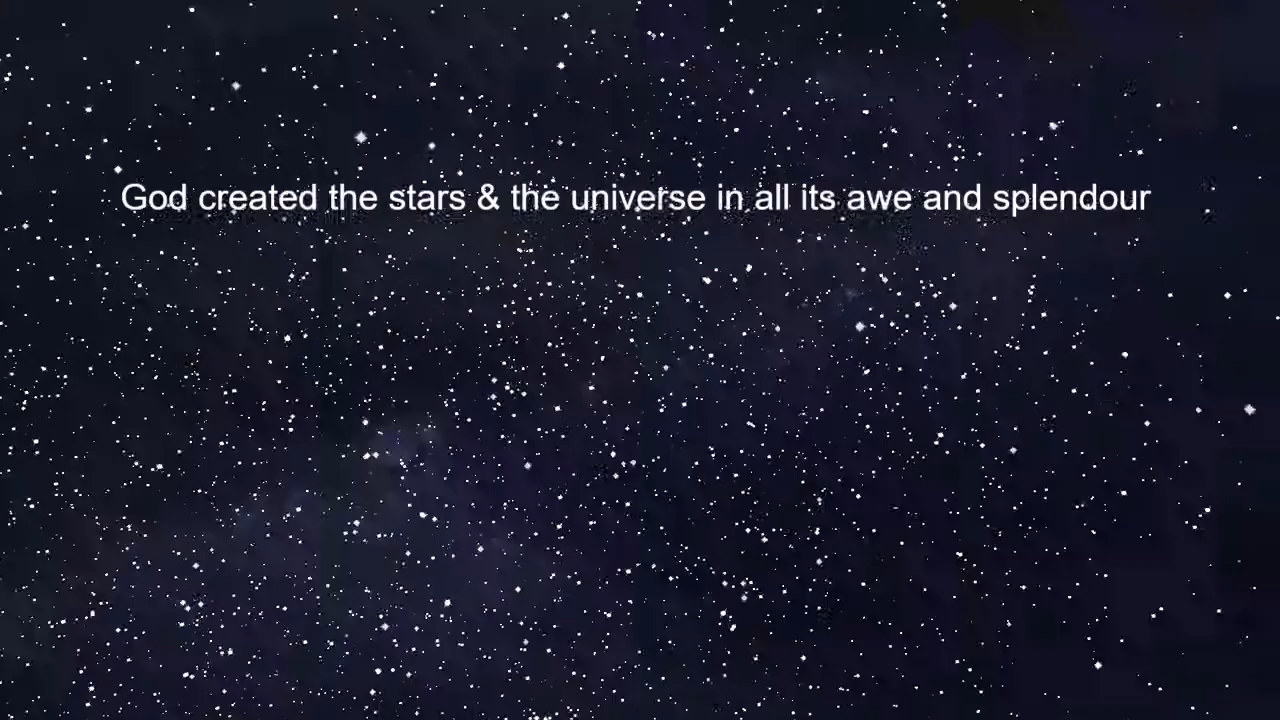 God created the stars & the universe in all its awe and splendour